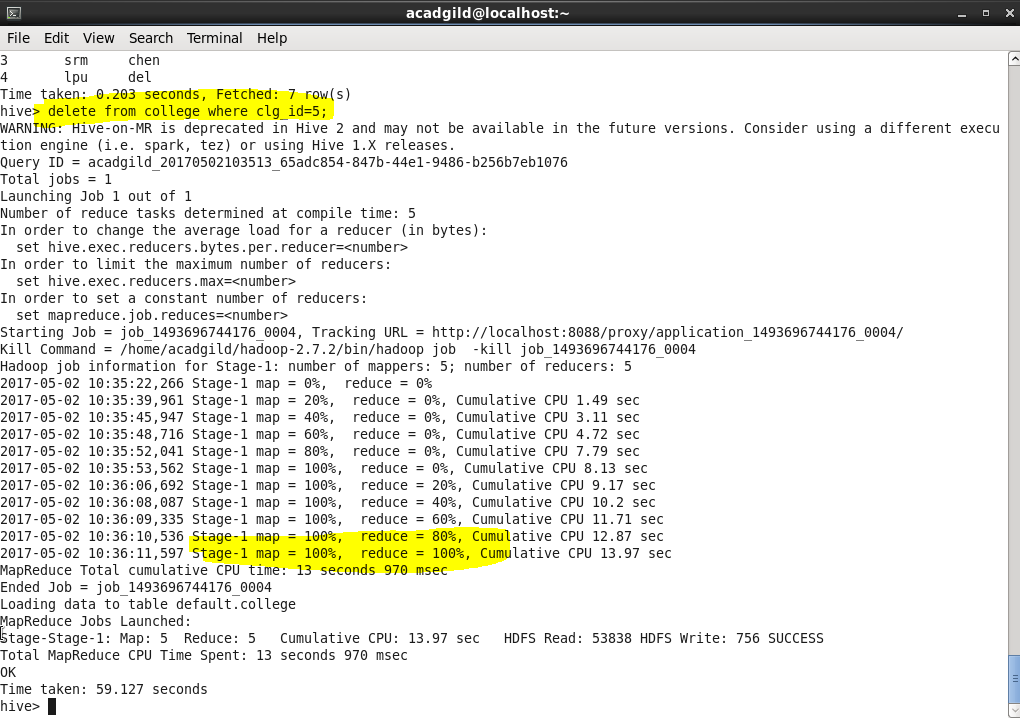 acadgild@localhost:~
File Edit View Search Terminal Help
3 srm chen
4 lpu del
Time taken: 0.203 seconds, Fetched: 7 row(s)
hive> delete from college where clg_id=5;
WARNING: Hive-on-MR is deprecated in Hive 2 and may not be available in the future versions. Consider using a different execu
tion engine (i.e. spark, tez) or using Hive 1.X releases.
Query ID = acadgild_20170502103513_65adc854-847b-44e1-9486-b256b7eb1076
Total jobs = 1
Launching Job 1 out of 1
Number of reduce tasks determined at compile time: 5
In order to change the average load for a reducer (in bytes):
  set hive.exec.reducers.bytes.per.reducer=<number>
In order to limit the maximum number of reducers:
  set hive.exec.reducers.max=<number>
In order to set a constant number of reducers:
  set mapreduce.job.reduces=<number>
Starting Job = job_1493696744176_0004, Tracking URL = http://localhost:8088/proxy/application_1493696744176_0004/
Kill Command = /home/acadgild/hadoop-2.7.2/bin/hadoop job  -kill job_1493696744176_0004
Hadoop job information for Stage-1: number of mappers: 5; number of reducers: 5
2017-05-02 10:35:22,266 Stage-1 map = 0%,  reduce = 0%
2017-05-02 10:35:39,961 Stage-1 map = 20%,  reduce = 0%, Cumulative CPU 1.49 sec
2017-05-02 10:35:45,947 Stage-1 map = 40%,  reduce = 0%, Cumulative CPU 3.11 sec
2017-05-02 10:35:48,716 Stage-1 map = 60%,  reduce = 0%, Cumulative CPU 4.72 sec
2017-05-02 10:35:52,041 Stage-1 map = 80%,  reduce = 0%, Cumulative CPU 7.79 sec
2017-05-02 10:35:53,562 Stage-1 map = 100%,  reduce = 0%, Cumulative CPU 8.13 sec
2017-05-02 10:36:06,692 Stage-1 map = 100%,  reduce = 20%, Cumulative CPU 9.17 sec
2017-05-02 10:36:08,087 Stage-1 map = 100%,  reduce = 40%, Cumulative CPU 10.2 sec
2017-05-02 10:36:09,335 Stage-1 map = 100%,  reduce = 60%, Cumulative CPU 11.71 sec
2017-05-02 10:36:10,536 Stage-1 map = 100%,  reduce = 80%, Cumulative CPU 12.87 sec
2017-05-02 10:36:11,597 Stage-1 map = 100%,  reduce = 100%, Cumulative CPU 13.97 sec
MapReduce Total cumulative CPU time: 13 seconds 970 msec
Ended Job = job_1493696744176_0004
Loading data to table default.college
MapReduce Jobs Launched:
Stage-Stage-1: Map: 5  Reduce: 5   Cumulative CPU: 13.97 sec   HDFS Read: 53838 HDFS Write: 756 SUCCESS
Total MapReduce CPU Time Spent: 13 seconds 970 msec
OK
Time taken: 59.127 seconds
hive>